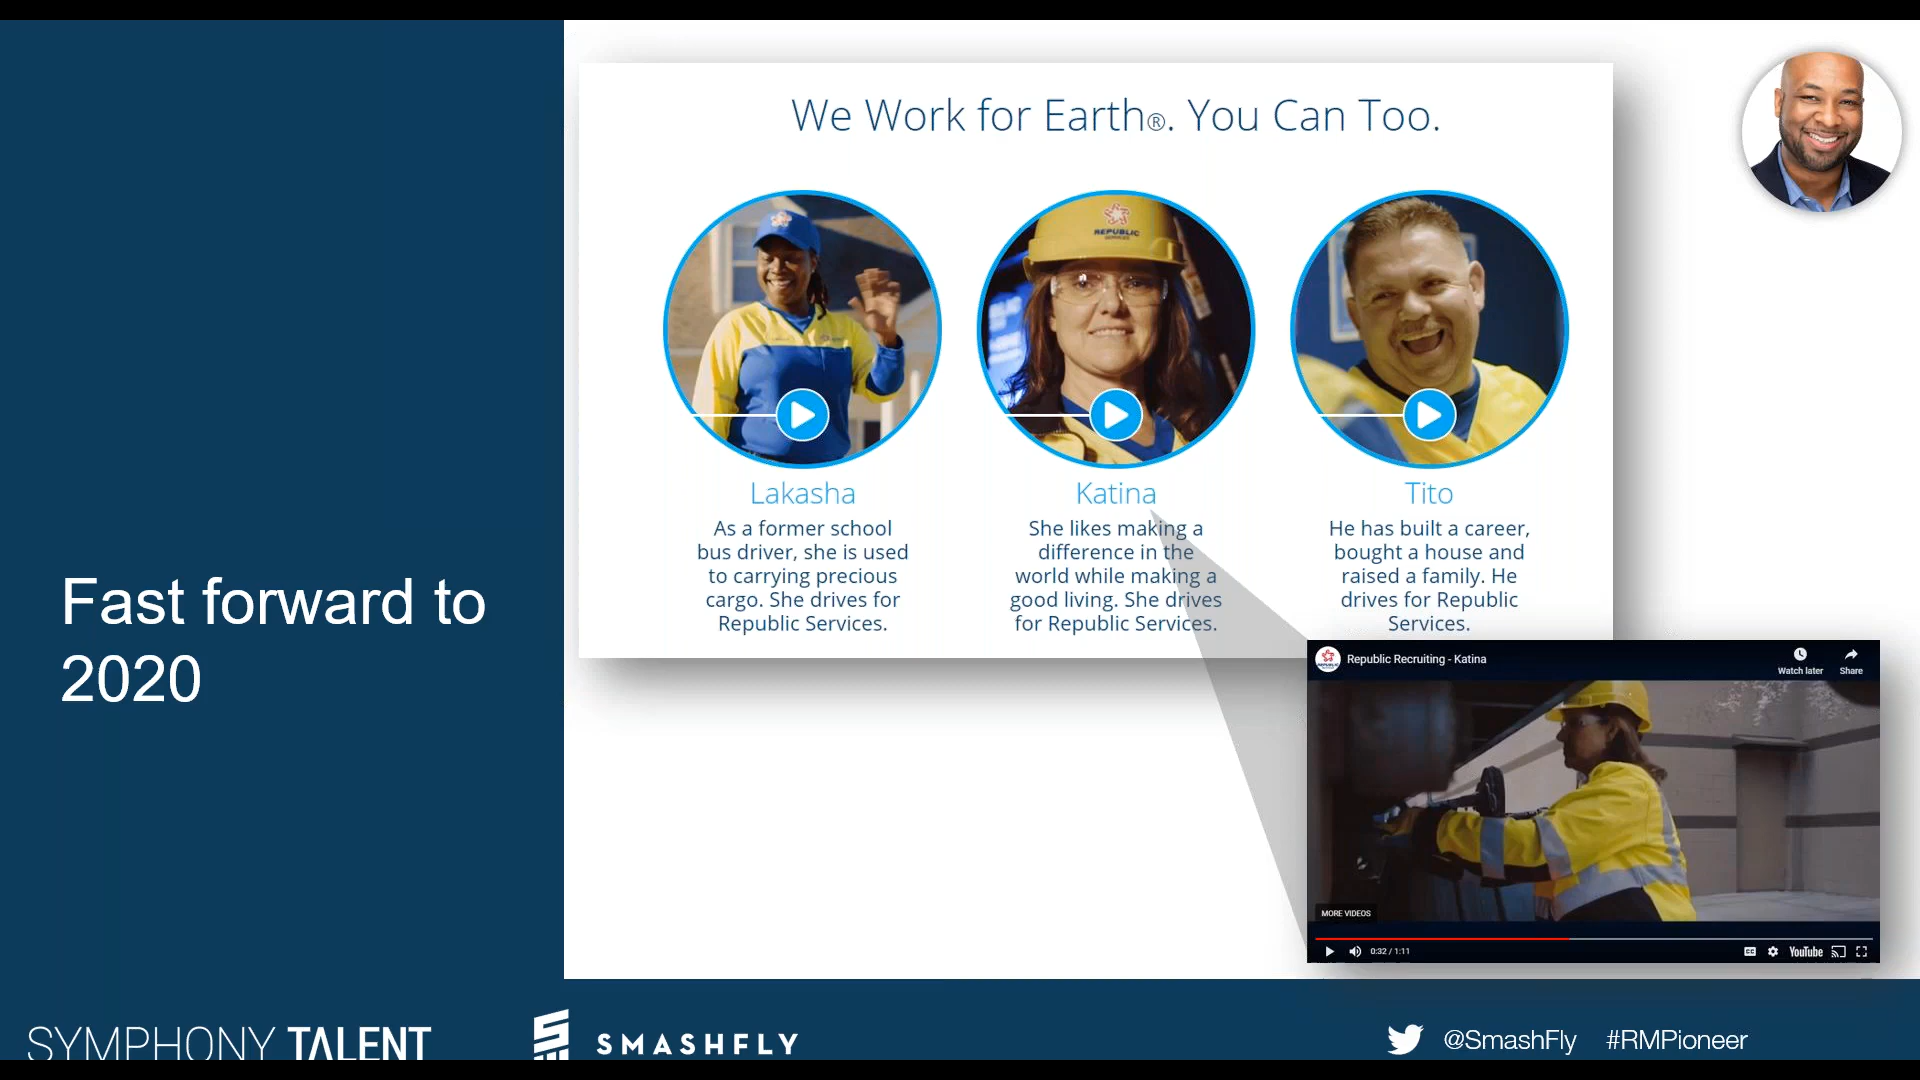 We Work for Earth®. You Can Too.
REPUBLIC
SERVICES
Lakasha
As a former school
bus driver, she is used
to carrying precious
cargo. She drives for
Republic Services.
Katina
She likes making a
difference in the
world while making a
good living. She drives
for Republic Services.
Tito
He has built a career,
bought a house and
raised a family. He
drives for Republic
Services.
Fast forward to
2020
Republic Recruiting - Katina
Watch later
Share
MORE VIDEOS
0:32 / 1:11
CC
YouTube
SYMPHONY TALENT
SMASHFLY
@SmashFly
#RMPioneer